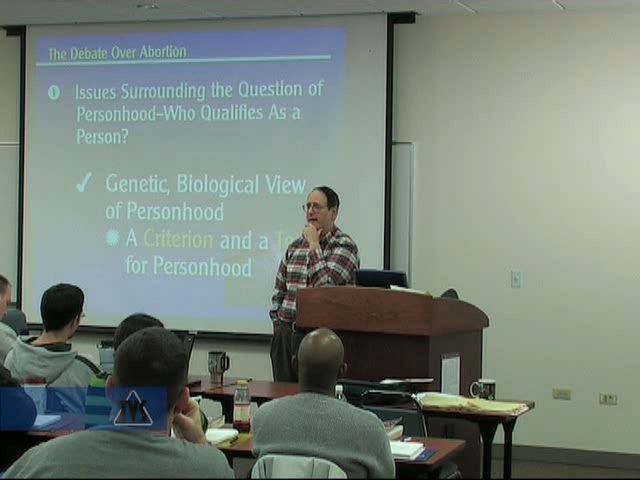 The Debate Over Abortion
1 Issues Surrounding the Question of
Personhood–Who Qualifies As a
Person?
✓ Genetic, Biological View
of Personhood
A Criterion and a
for Personhood